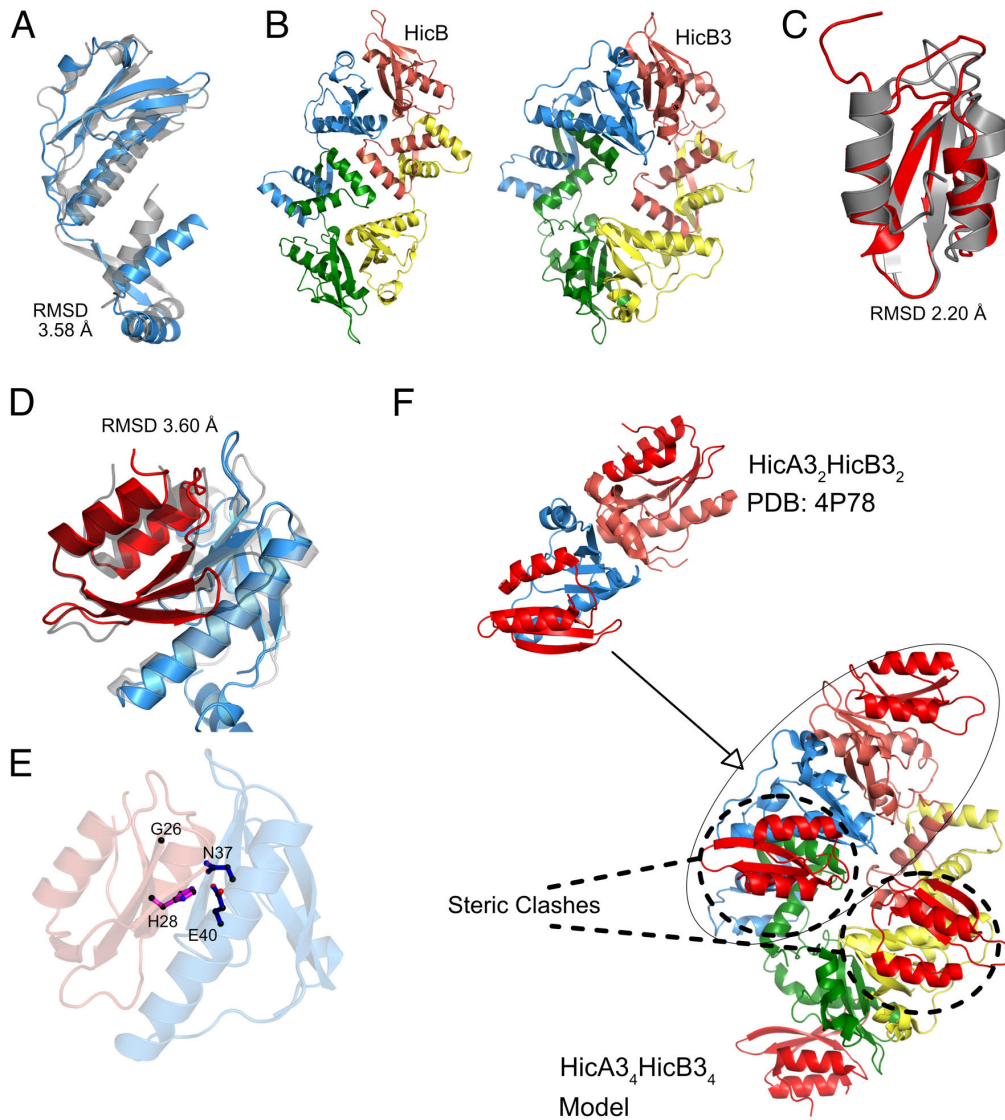 A
B
HicB
HicB3
C
RMSD
3.58 Å
RMSD 2.20 Å
D
RMSD 3.60 Å
F
HicA3₂HicB3₂
PDB: 4P78
E
G26
N37
H28
E40
Steric Clashes
HicA3₄HicB3₄
Model